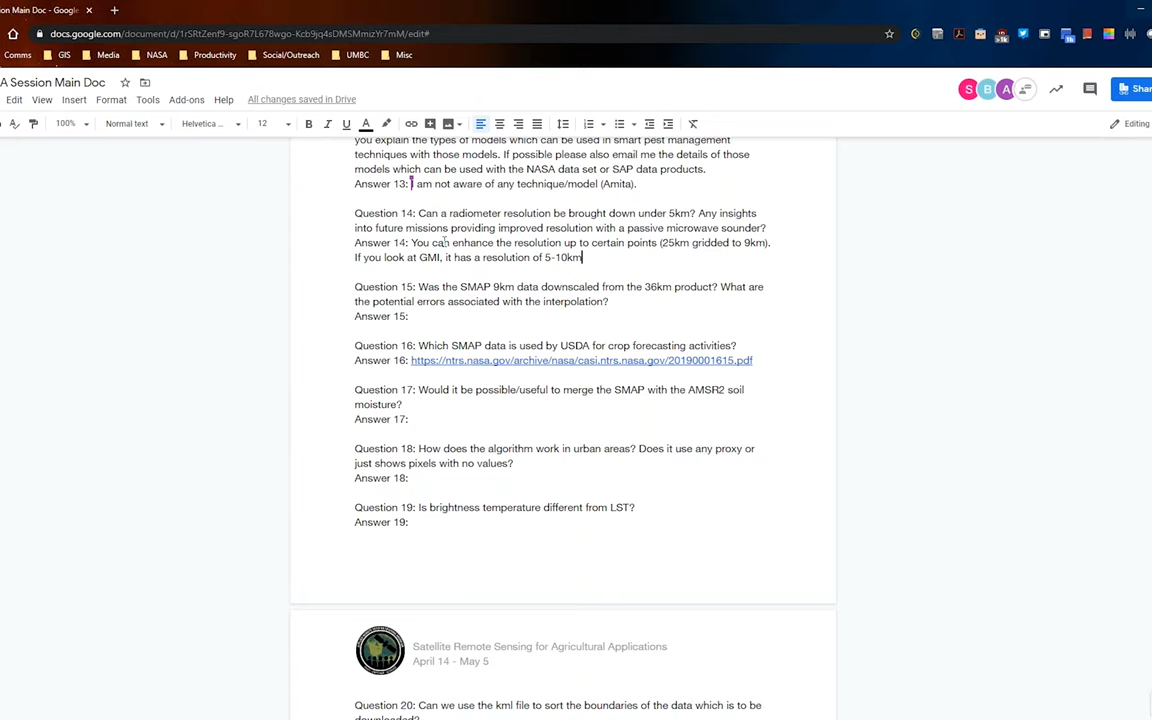 on Main Doc - Google
docs.google.com/document/d/1rSRtZenf9-sgoR7L678wgo-Kcb9jq4sDMSMmizYr7mM/edit#
Comms GIS Media NASA Productivity Social/Outreach UMBC Misc
A Session Main Doc
Edit View Insert Format Tools Add-ons Help All changes saved in Drive
S B A Shar
100% Normal text Helvetica ... 12 B I U A Editing
you explain the types of models which can be used in smart pest management
techniques with those models. If possible please also email me the details of those
models which can be used with the NASA data set or SAP data products.
Answer 13: I am not aware of any technique/model (Amita).
Question 14: Can a radiometer resolution be brought down under 5km? Any insights
into future missions providing improved resolution with a passive microwave sounder?
Answer 14: You can enhance the resolution up to certain points (25km gridded to 9km).
If you look at GMI, it has a resolution of 5-10km
Question 15: Was the SMAP 9km data downscaled from the 36km product? What are
the potential errors associated with the interpolation?
Answer 15:
Question 16: Which SMAP data is used by USDA for crop forecasting activities?
Answer 16: https://ntrs.nasa.gov/archive/nasa/casi.ntrs.nasa.gov/20190001615.pdf
Question 17: Would it be possible/useful to merge the SMAP with the AMSR2 soil
moisture?
Answer 17:
Question 18: How does the algorithm work in urban areas? Does it use any proxy or
just shows pixels with no values?
Answer 18:
Question 19: Is brightness temperature different from LST?
Answer 19:
Satellite Remote Sensing for Agricultural Applications
April 14 - May 5
Question 20: Can we use the kml file to sort the boundaries of the data which is to be
downloaded?